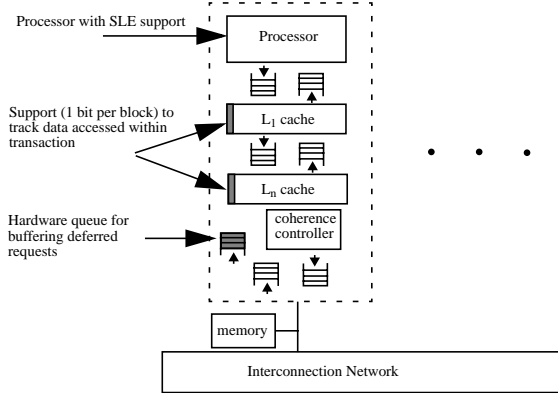 Processor with SLE support
Processor
Support (1 bit per block) to
track data accessed within
transaction
L1 cache
Ln cache
Hardware queue for
buffering deferred
requests
coherence
controller
memory
Interconnection Network